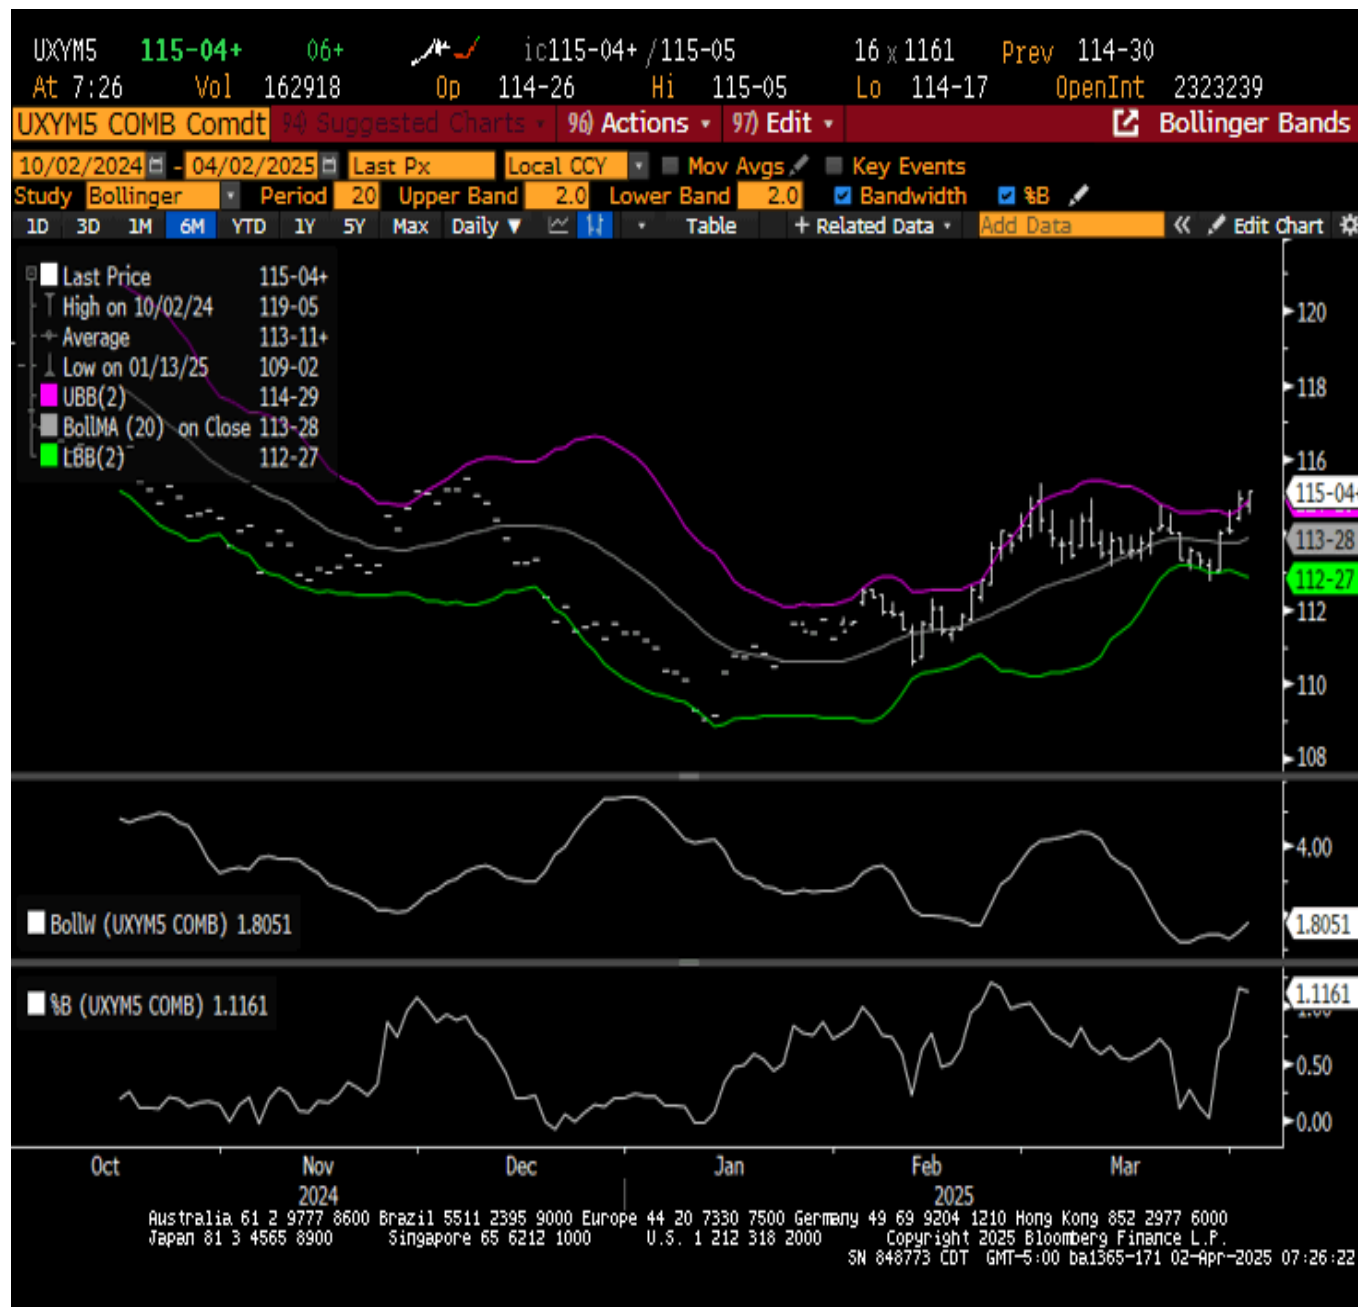 UXYM5 115-04+ 06+ ic115-04+ /115-05 16 x 1161 Prev 114-30
At 7:26 Vol 162918 Op 114-26 Hi 115-05 Lo 114-17 OpenInt 2323239
UXYM5 COMB Comdt 94) Suggested Charts 96) Actions 97) Edit Bollinger Bands
10/02/2024 - 04/02/2025 Last Px Local CCY Mov Avgs Key Events
Study Bollinger Period 20 Upper Band 2.0 Lower Band 2.0 Bandwidth %B
1D 3D 1M 6M YTD 1Y 5Y Max Daily ▼ Table + Related Data Add Data « Edit Chart
Last Price 115-04+
High on 10/02/24 119-05
Average 113-11+
Low on 01/13/25 109-02
UBB(2) 114-29
BollMA (20) on Close 113-28
LBB(2) 112-27
120
118
116
115-04+
113-28
112-27
112
110
108
4.00
BollW (UXYM5 COMB) 1.8051
1.8051
%B (UXYM5 COMB) 1.1161
1.1161
1.00
0.50
0.00
Oct Nov Dec Jan Feb Mar
2024 2025
Australia 61 2 9777 8600 Brazil 5511 2395 9000 Europe 44 20 7330 7500 Germany 49 69 9204 1210 Hong Kong 852 2977 6000
Japan 81 3 4565 8900 Singapore 65 6212 1000 U.S. 1 212 318 2000 Copyright 2025 Bloomberg Finance L.P.
SN 848773 CDT GMT-5:00 ba1365-171 02-Apr-2025 07:26:22